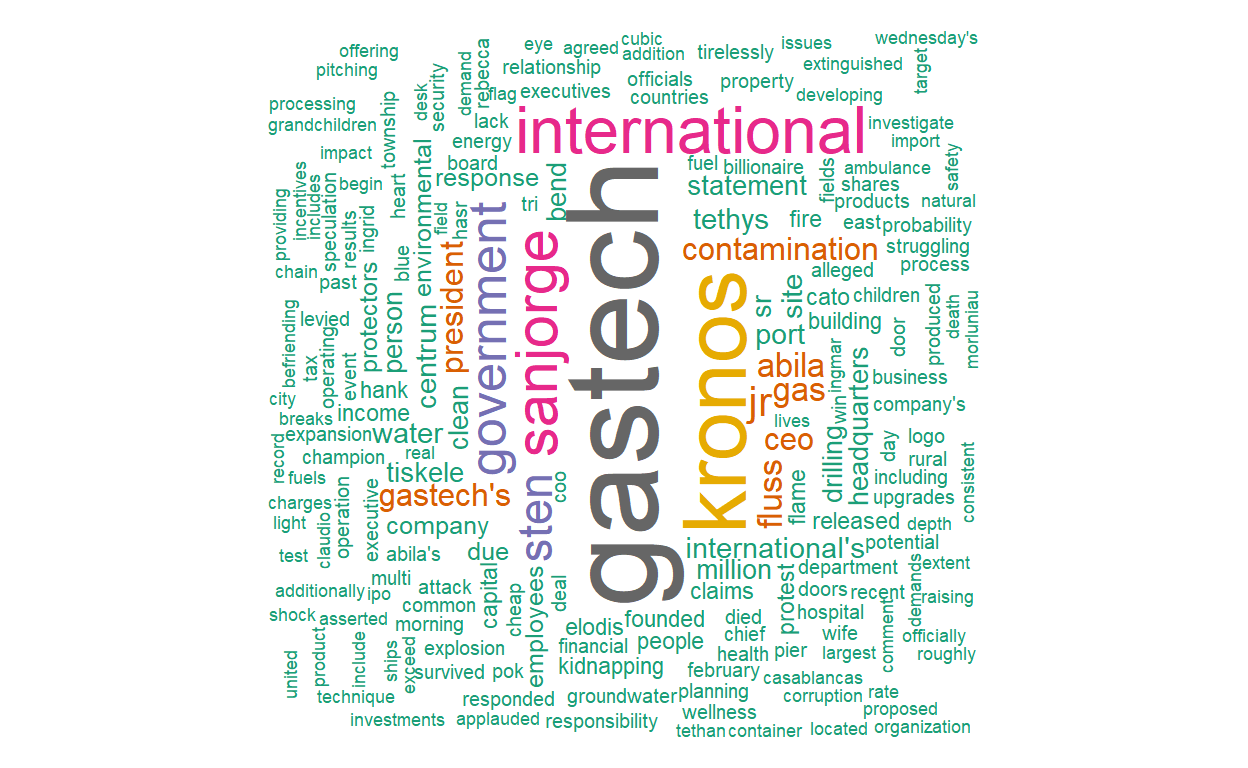 gastech
kronos
international
sanjorge
government
sten
gastech's
president
contamination
abila
gas
jr
ceo
fluss
offering
pitching
eye
agreed
cubic
addition
tirelessly
issues
wednesday's
extinguished
target
relationship
officials
property
countries
developing
executives
flag
rebecca
demand
desk
security
processing
grandchildren
township
lack
energy
board
response
investigate
import
impact
begin
heart
environmental
field
hasr
tri
bend
fuel
billionaire
statement
fields
ambulance
shares
safety
products
natural
tethys
fire
east
probability
struggling
process
alleged
providing
incentives
includes
speculation
results
ingrid
blue
chain
past
levied
protectors
person
centrum
cato
children
building
sr
site
port
produced
death
door
morluniau
befriending
tax
operating
event
city
hank
breaks
income
expansion
water
clean
champion
real
record
fuels
tiskele
charges
light
test
claudio
operation
executive
company
abila's
due
coo
lives
win
ingmar
business
company's
drilling
headquarters
day
logo
rural
including
upgrades
consistent
flame
released
depth
international's
potential
million
department
extent
claims
protest
doors
recent
demands
raising
additionally
ipo
multi
attack
common
morning
capital
cheap
deal
shock
asserted
employees
elodis
founded
died
hospital
people
chief
wife
officially
comment
roughly
largest
pier
health
financial
explosion
kidnapping
february
casablancas
survived
pok
exceed
ships
include
product
united
technique
responded
groundwater
planning
corruption
rate
proposed
wellness
investments
applauded
responsibility
tethan
container
located
organization